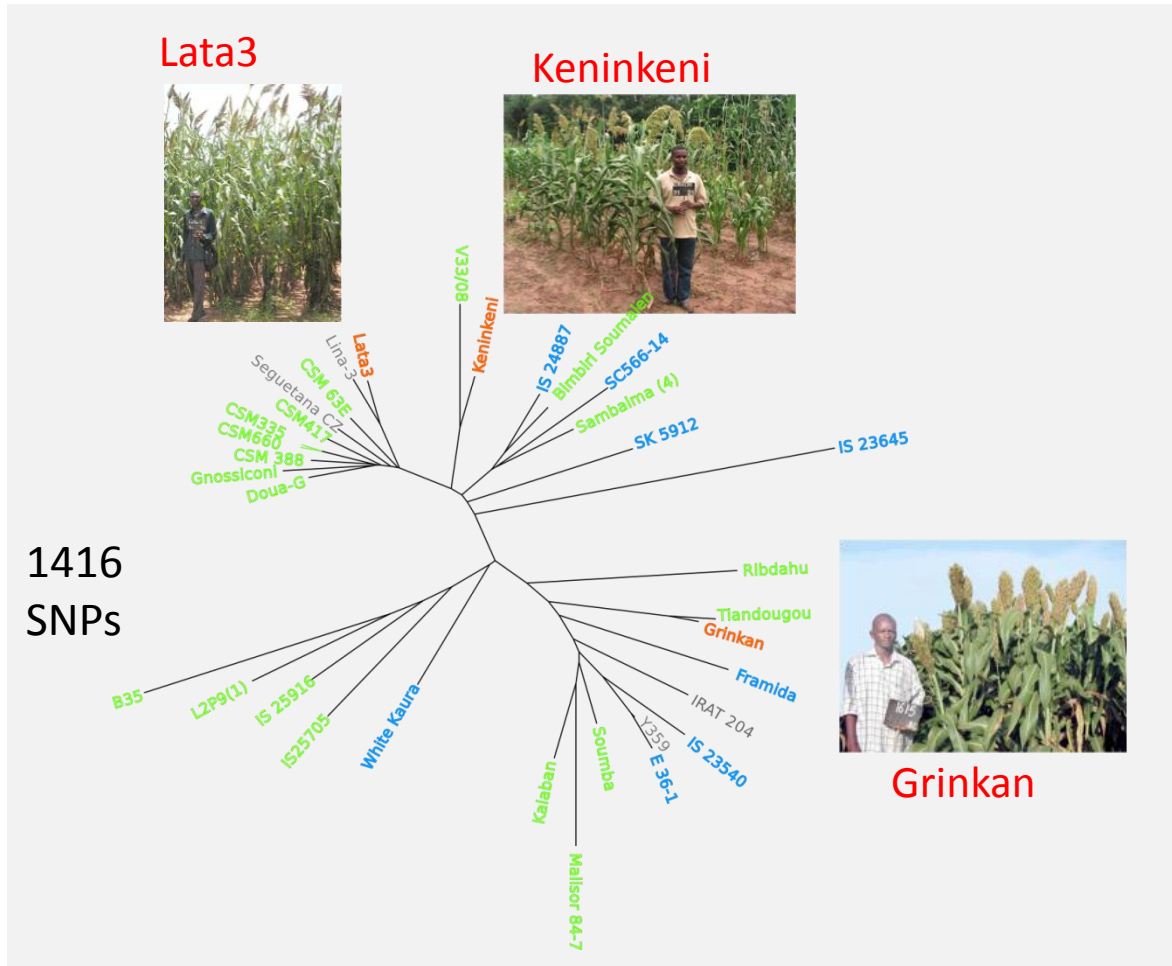 Lata3
Keninkeni
V33/08
Keninkeni
IS 24887
Bimbiri Soumalen
SC566-14
Sambalma (4)
SK 5912
IS 23645
Lata3
Lina-3
CSM 63E
Seguetana CZ
CSM417
CSM335
CSM660
CSM 388
Gnossiconi
Doua-G
1416
SNPs
Ribdahu
Tiandougou
Grinkan
Framida
IRAT 204
IS 23540
Y359
E 36-1
Soumba
Malisor 84-7
Kalaban
White Kaura
IS25705
IS 25916
L2P9(1)
B35
1615
Grinkan